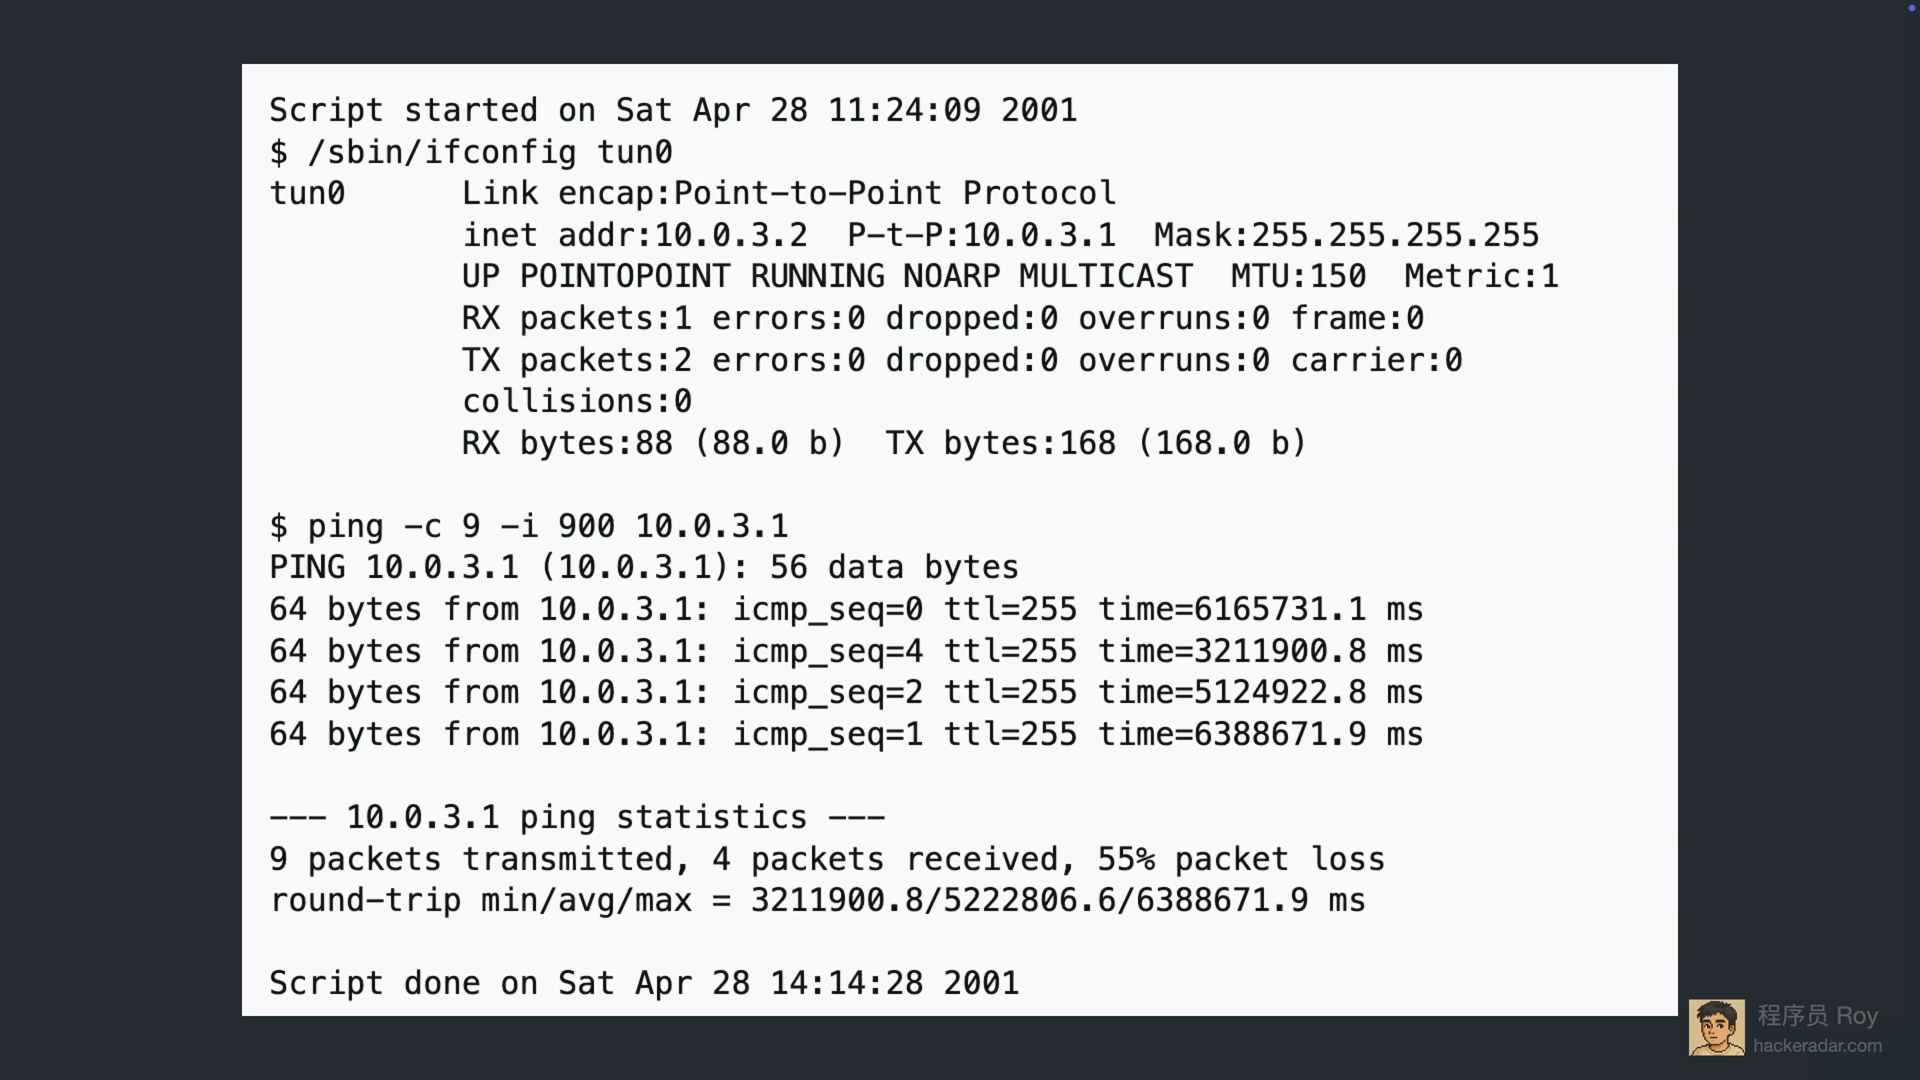 Script started on Sat Apr 28 11:24:09 2001
$ /sbin/ifconfig tun0
tun0      Link encap:Point-to-Point Protocol
          inet addr:10.0.3.2  P-t-P:10.0.3.1  Mask:255.255.255.255
          UP POINTOPOINT RUNNING NOARP MULTICAST  MTU:150  Metric:1
          RX packets:1 errors:0 dropped:0 overruns:0 frame:0
          TX packets:2 errors:0 dropped:0 overruns:0 carrier:0
          collisions:0
          RX bytes:88 (88.0 b)  TX bytes:168 (168.0 b)
$ ping -c 9 -i 900 10.0.3.1
PING 10.0.3.1 (10.0.3.1): 56 data bytes
64 bytes from 10.0.3.1: icmp_seq=0 ttl=255 time=6165731.1 ms
64 bytes from 10.0.3.1: icmp_seq=4 ttl=255 time=3211900.8 ms
64 bytes from 10.0.3.1: icmp_seq=2 ttl=255 time=5124922.8 ms
64 bytes from 10.0.3.1: icmp_seq=1 ttl=255 time=6388671.9 ms
--- 10.0.3.1 ping statistics ---
9 packets transmitted, 4 packets received, 55% packet loss
round-trip min/avg/max = 3211900.8/5222806.6/6388671.9 ms
Script done on Sat Apr 28 14:14:28 2001
程序员 Roy
hackeradar.com